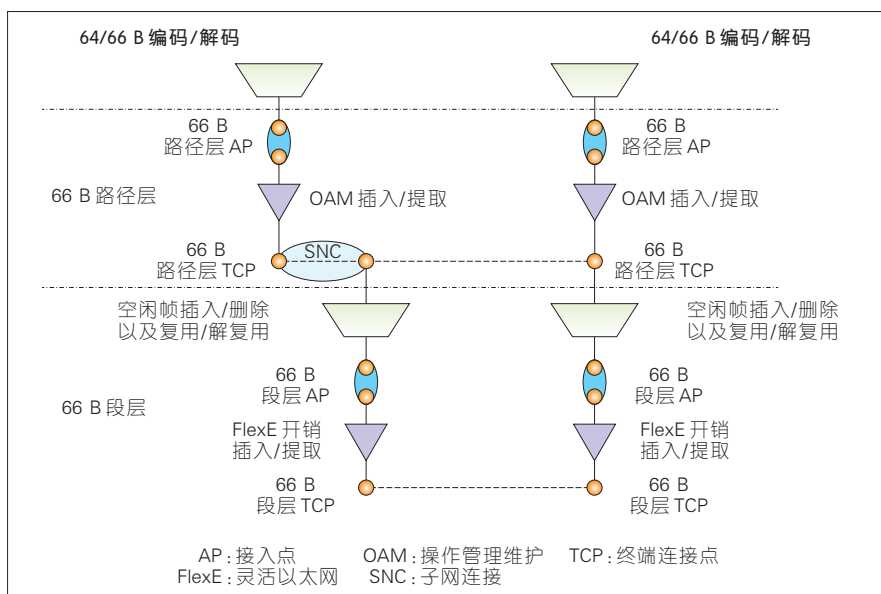 64/66 B 编码/解码
64/66 B 编码/解码
66 B
路径层 AP
66 B
路径层 AP
66 B 路径层
OAM 插入/提取
OAM 插入/提取
66 B
路径层 TCP
SNC
66 B
路径层 TCP
空闲帧插入/删除
以及复用/解复用
空闲帧插入/删除
以及复用/解复用
66 B
段层 AP
66 B
段层 AP
66 B 段层
FlexE 开销
插入/提取
FlexE 开销
插入/提取
66 B
段层 TCP
66 B
段层 TCP
AP:接入点 OAM:操作管理维护 TCP:终端连接点
FlexE:灵活以太网 SNC:子网连接